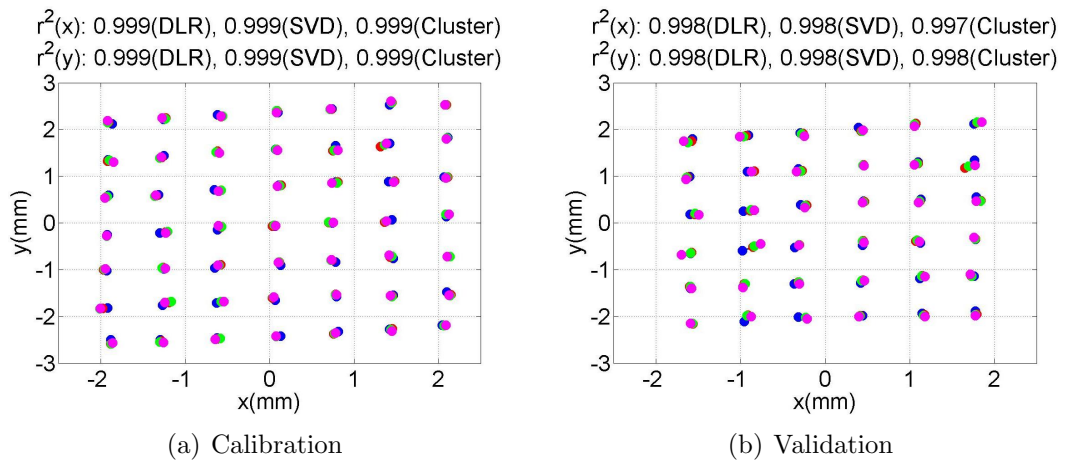 r²(x): 0.999(DLR), 0.999(SVD), 0.999(Cluster)
r²(y): 0.999(DLR), 0.999(SVD), 0.999(Cluster)
3
2
1
0
-1
-2
-3
y(mm)
-2 -1 0 1 2
x(mm)
(a) Calibration
r²(x): 0.998(DLR), 0.998(SVD), 0.997(Cluster)
r²(y): 0.998(DLR), 0.998(SVD), 0.998(Cluster)
3
2
1
0
-1
-2
-3
y(mm)
-2 -1 0 1 2
x(mm)
(b) Validation